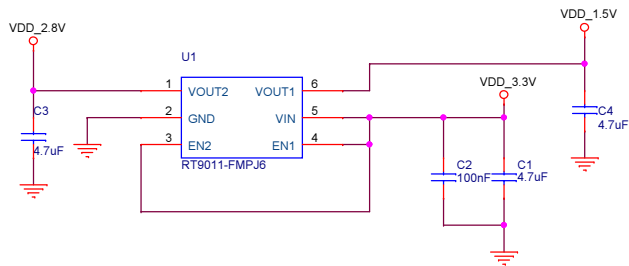 VDD_1.5V
VDD_2.8V
U1
VDD_3.3V
1 VOUT2 VOUT1 6
2 GND VIN 5
3 EN2 EN1 4
RT9011-FMPJ6
C3
4.7uF
C4
4.7uF
C2
100nF
C1
4.7uF